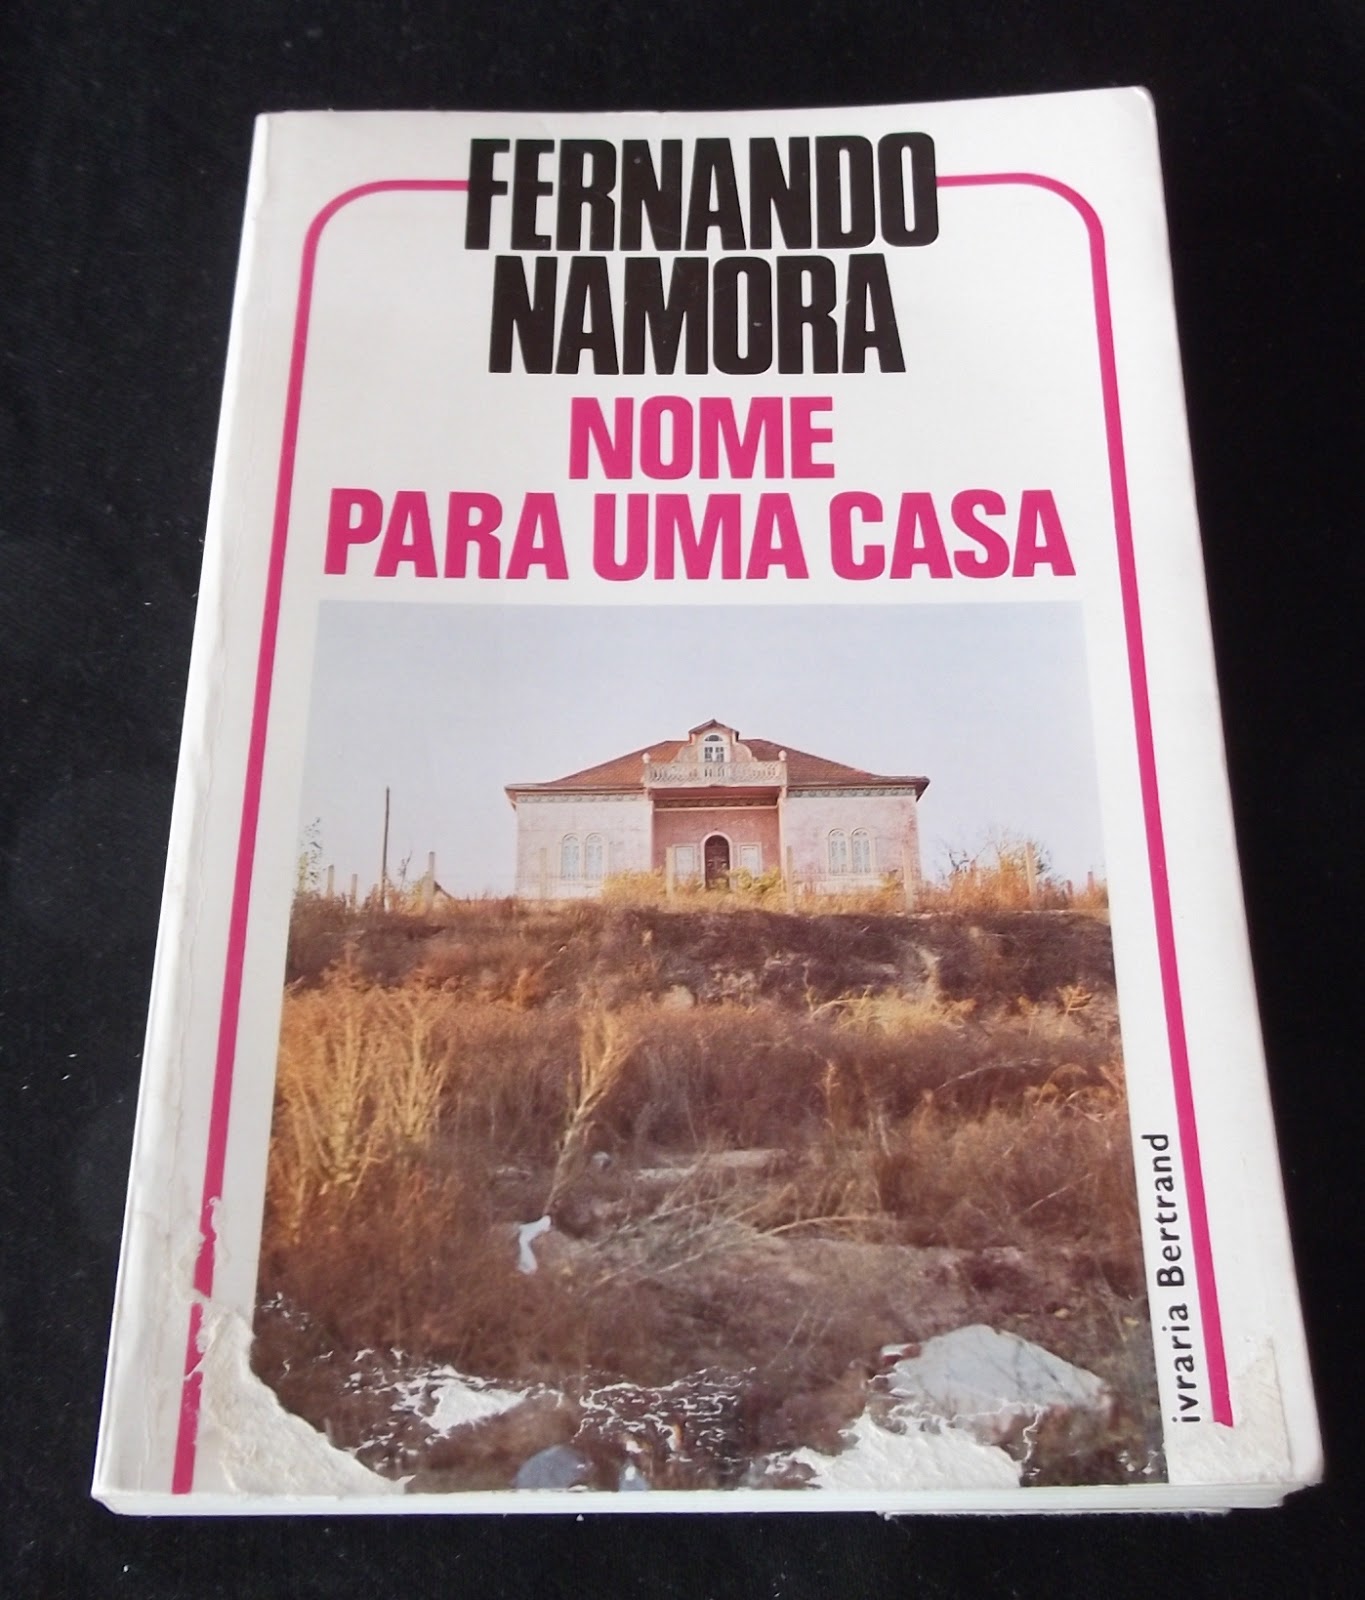 FERNANDO
NAMORA
NOME
PARA UMA CASA
ivraria Bertrand